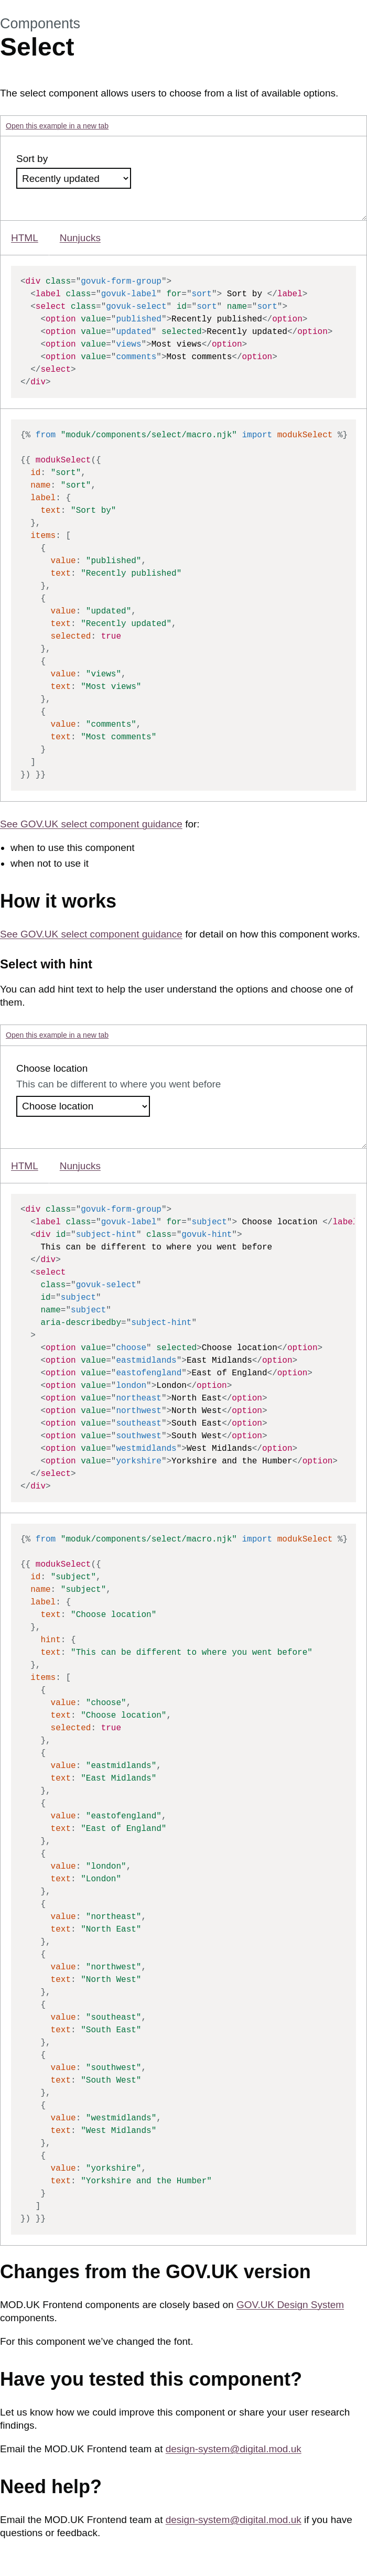 Components
Select
The select component allows users to choose from a list of available options.
Open this example in a new tab
Sort by
Recently updated
HTML Nunjucks
<div class="govuk-form-group">
  <label class="govuk-label" for="sort"> Sort by </label>
  <select class="govuk-select" id="sort" name="sort">
    <option value="published">Recently published</option>
    <option value="updated" selected>Recently updated</option>
    <option value="views">Most views</option>
    <option value="comments">Most comments</option>
  </select>
</div>
{% from "moduk/components/select/macro.njk" import modukSelect %}
{{ modukSelect({
  id: "sort",
  name: "sort",
  label: {
    text: "Sort by"
  },
  items: [
    {
      value: "published",
      text: "Recently published"
    },
    {
      value: "updated",
      text: "Recently updated",
      selected: true
    },
    {
      value: "views",
      text: "Most views"
    },
    {
      value: "comments",
      text: "Most comments"
    }
  ]
}) }}
See GOV.UK select component guidance for:
• when to use this component
• when not to use it
How it works
See GOV.UK select component guidance for detail on how this component works.
Select with hint
You can add hint text to help the user understand the options and choose one of
them.
Open this example in a new tab
Choose location
This can be different to where you went before
Choose location
HTML Nunjucks
<div class="govuk-form-group">
  <label class="govuk-label" for="subject"> Choose location </label
  <div id="subject-hint" class="govuk-hint">
    This can be different to where you went before
  </div>
  <select
    class="govuk-select"
    id="subject"
    name="subject"
    aria-describedby="subject-hint"
  >
    <option value="choose" selected>Choose location</option>
    <option value="eastmidlands">East Midlands</option>
    <option value="eastofengland">East of England</option>
    <option value="london">London</option>
    <option value="northeast">North East</option>
    <option value="northwest">North West</option>
    <option value="southeast">South East</option>
    <option value="southwest">South West</option>
    <option value="westmidlands">West Midlands</option>
    <option value="yorkshire">Yorkshire and the Humber</option>
  </select>
</div>
{% from "moduk/components/select/macro.njk" import modukSelect %}
{{ modukSelect({
  id: "subject",
  name: "subject",
  label: {
    text: "Choose location"
  },
    hint: {
    text: "This can be different to where you went before"
  },
  items: [
    {
      value: "choose",
      text: "Choose location",
      selected: true
    },
    {
      value: "eastmidlands",
      text: "East Midlands"
    },
    {
      value: "eastofengland",
      text: "East of England"
    },
    {
      value: "london",
      text: "London"
    },
    {
      value: "northeast",
      text: "North East"
    },
    {
      value: "northwest",
      text: "North West"
    },
    {
      value: "southeast",
      text: "South East"
    },
    {
      value: "southwest",
      text: "South West"
    },
    {
      value: "westmidlands",
      text: "West Midlands"
    },
    {
      value: "yorkshire",
      text: "Yorkshire and the Humber"
    }
  ]
}) }}
Changes from the GOV.UK version
MOD.UK Frontend components are closely based on GOV.UK Design System
components.
For this component we've changed the font.
Have you tested this component?
Let us know how we could improve this component or share your user research
findings.
Email the MOD.UK Frontend team at design-system@digital.mod.uk
Need help?
Email the MOD.UK Frontend team at design-system@digital.mod.uk if you have
questions or feedback.